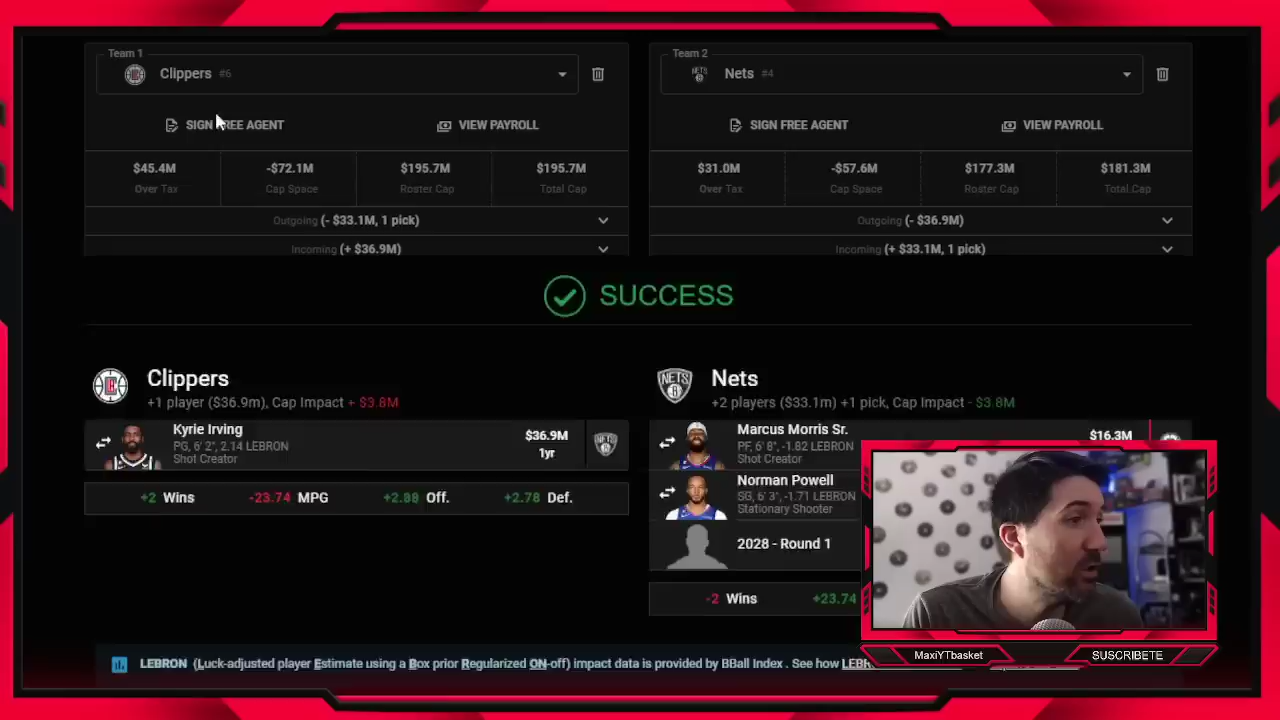 Team 1
Clippers #6
SIGN FREE AGENT
VIEW PAYROLL
$45.4M
Over Tax
-$72.1M
Cap Space
$195.7M
Roster Cap
$195.7M
Total Cap
Outgoing (- $33.1M, 1 pick)
Incoming (+ $36.9M)
Team 2
Nets #4
SIGN FREE AGENT
VIEW PAYROLL
$31.0M
Over Tax
-$57.6M
Cap Space
$177.3M
Roster Cap
$181.3M
Total Cap
Outgoing (- $36.9M)
Incoming (+ $33.1M, 1 pick)
SUCCESS
Clippers
+1 player ($36.9m), Cap Impact + $3.8M
Kyrie Irving
PG, 6' 2", 2.14 LEBRON
Shot Creator
$36.9M
1yr
NETS
+2 Wins -23.74 MPG +2.98 Off. +2.78 Def.
NETS
Nets
+2 players ($33.1m) +1 pick, Cap Impact - $3.8M
Marcus Morris Sr.
PF, 6' 8", -1.82 LEBRON
Shot Creator
$16.3M
Norman Powell
SG, 6' 3", -1.71 LEBRON
Stationary Shooter
2028 - Round 1
-2 Wins +23.74
MaxiYTbasket
SUSCRIBETE
LEBRON (Luck-adjusted player Estimate using a Box prior Regularized ON-off) impact data is provided by BBall Index . See how